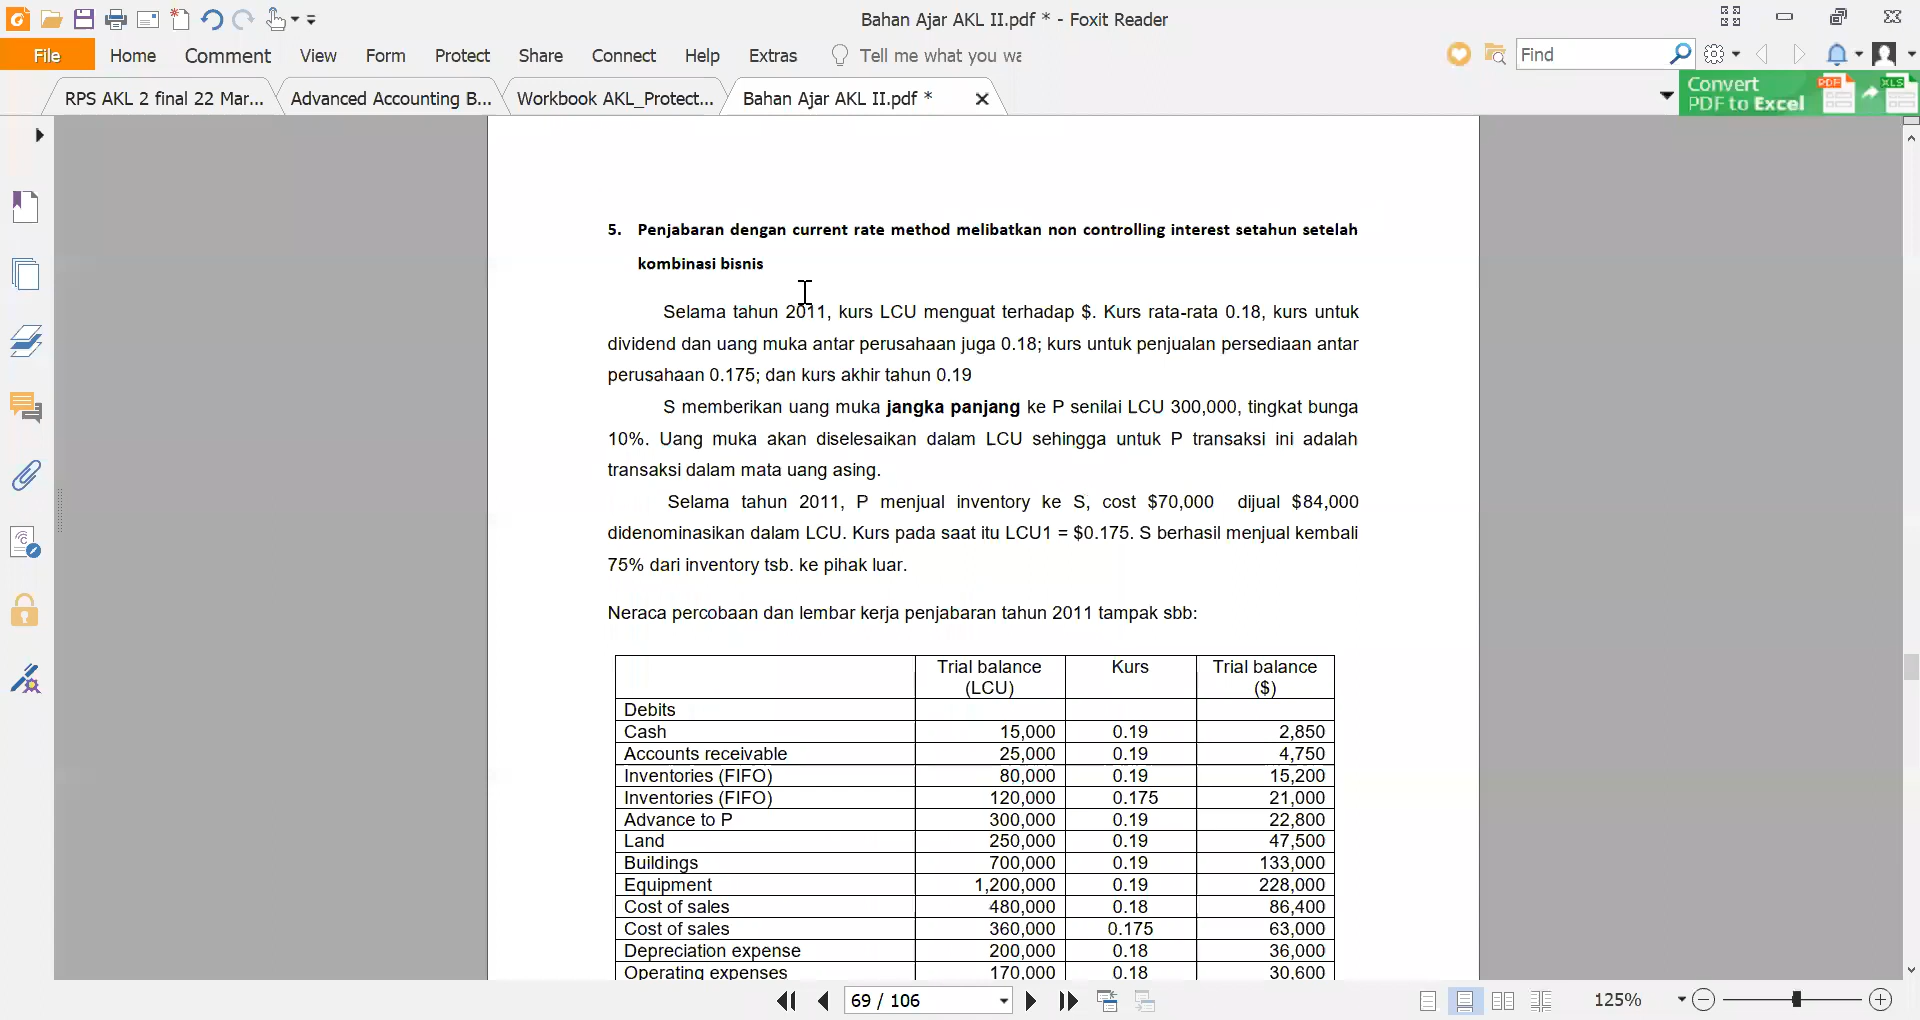 Bahan Ajar AKL II.pdf * - Foxit Reader
File Home Comment View Form Protect Share Connect Help Extras Tell me what you wa
Find
RPS AKL 2 final 22 Mar... Advanced Accounting B... Workbook AKL_Protect... Bahan Ajar AKL II.pdf *
Convert
PDF to Excel
PDF XLS
5. Penjabaran dengan current rate method melibatkan non controlling interest setahun setelah
kombinasi bisnis
Selama tahun 2011, kurs LCU menguat terhadap $. Kurs rata-rata 0.18, kurs untuk
dividend dan uang muka antar perusahaan juga 0.18; kurs untuk penjualan persediaan antar
perusahaan 0.175; dan kurs akhir tahun 0.19
S memberikan uang muka jangka panjang ke P senilai LCU 300,000, tingkat bunga
10%. Uang muka akan diselesaikan dalam LCU sehingga untuk P transaksi ini adalah
transaksi dalam mata uang asing.
Selama tahun 2011, P menjual inventory ke S, cost $70,000 dijual $84,000
didenominasikan dalam LCU. Kurs pada saat itu LCU1 = $0.175. S berhasil menjual kembali
75% dari inventory tsb. ke pihak luar.
Neraca percobaan dan lembar kerja penjabaran tahun 2011 tampak sbb:
Trial balance Kurs Trial balance
(LCU) ($)
Debits
Cash 15,000 0.19 2,850
Accounts receivable 25,000 0.19 4,750
Inventories (FIFO) 80,000 0.19 15,200
Inventories (FIFO) 120,000 0.175 21,000
Advance to P 300,000 0.19 22,800
Land 250,000 0.19 47,500
Buildings 700,000 0.19 133,000
Equipment 1,200,000 0.19 228,000
Cost of sales 480,000 0.18 86,400
Cost of sales 360,000 0.175 63,000
Depreciation expense 200,000 0.18 36,000
Operating expenses 170,000 0.18 30,600
69 / 106
125%